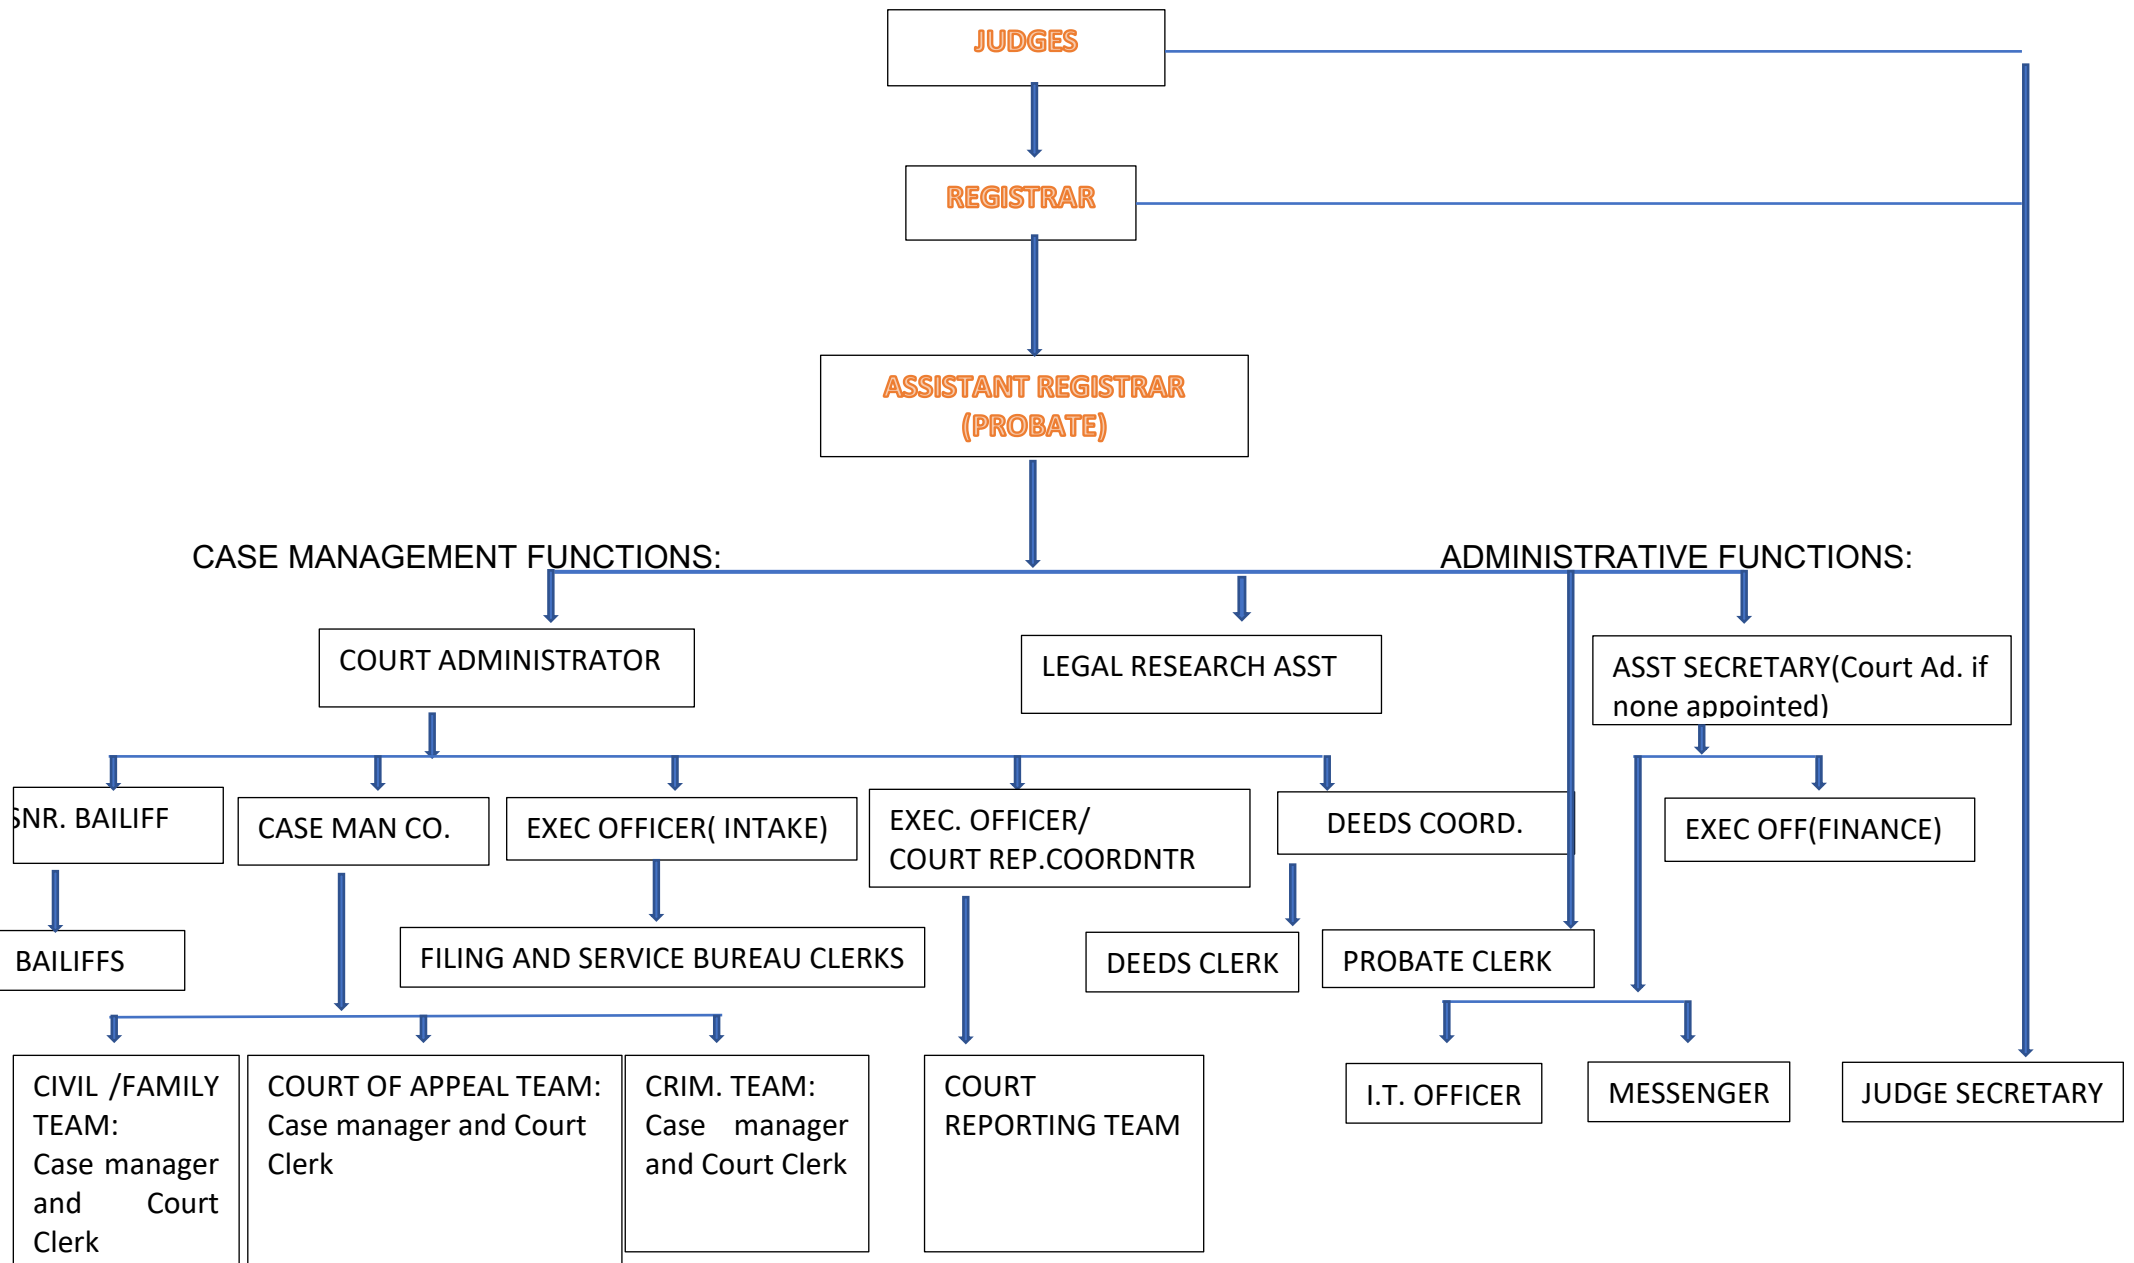 JUDGES
REGISTRAR
ASSISTANT REGISTRAR
(PROBATE)
CASE MANAGEMENT FUNCTIONS:
ADMINISTRATIVE FUNCTIONS:
COURT ADMINISTRATOR
LEGAL RESEARCH ASST
ASST SECRETARY(Court Ad. if
none appointed)
SNR. BAILIFF
CASE MAN CO.
EXEC OFFICER( INTAKE)
EXEC. OFFICER/
COURT REP.COORDNTR
DEEDS COORD.
EXEC OFF(FINANCE)
BAILIFFS
FILING AND SERVICE BUREAU CLERKS
DEEDS CLERK
PROBATE CLERK
CIVIL /FAMILY
TEAM:
Case manager
and Court
Clerk
COURT OF APPEAL TEAM:
Case manager and Court
Clerk
CRIM. TEAM:
Case manager
and Court Clerk
COURT
REPORTING TEAM
I.T. OFFICER
MESSENGER
JUDGE SECRETARY